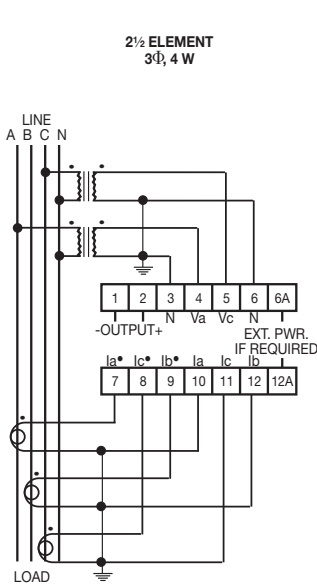 2½ ELEMENT
3Φ, 4 W
LINE
A B C N
1 2 3 4 5 6 6A
N Va Vc N
-OUTPUT+
EXT. PWR.
IF REQUIRED
Ia• Ic• Ib• Ia Ic Ib
7 8 9 10 11 12 12A
LOAD